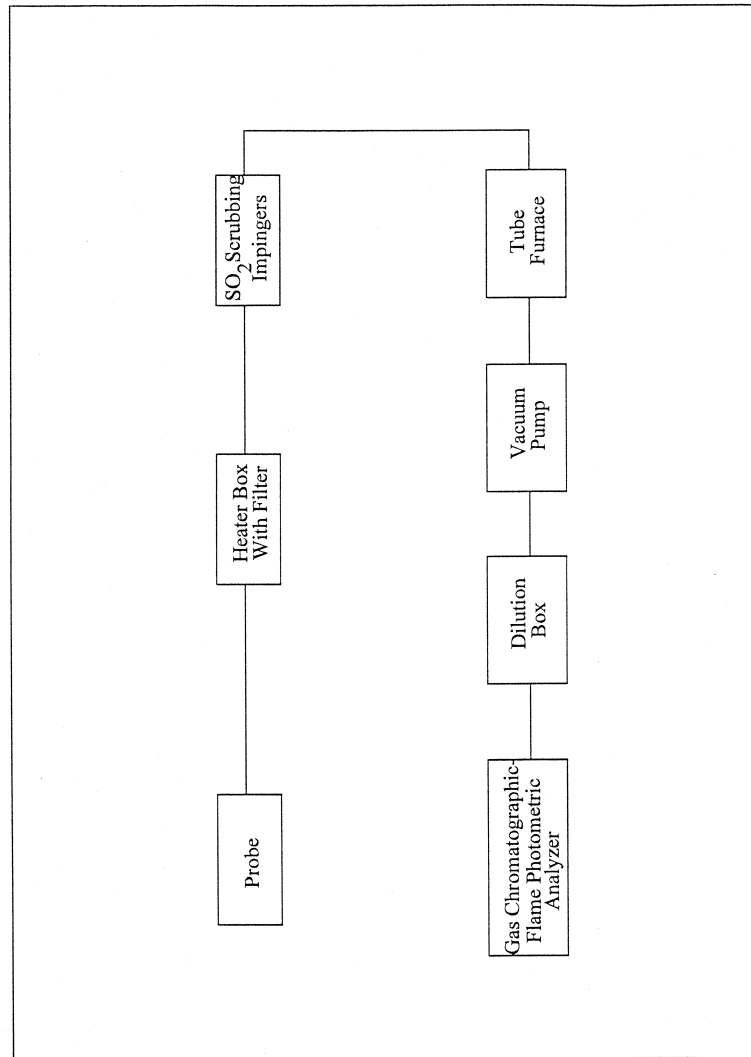 Probe
Heater Box
With Filter
SO2 Scrubbing
Impingers
Tube
Furnace
Vacuum
Pump
Dilution
Box
Gas Chromatographic-
Flame Photometric
Analyzer